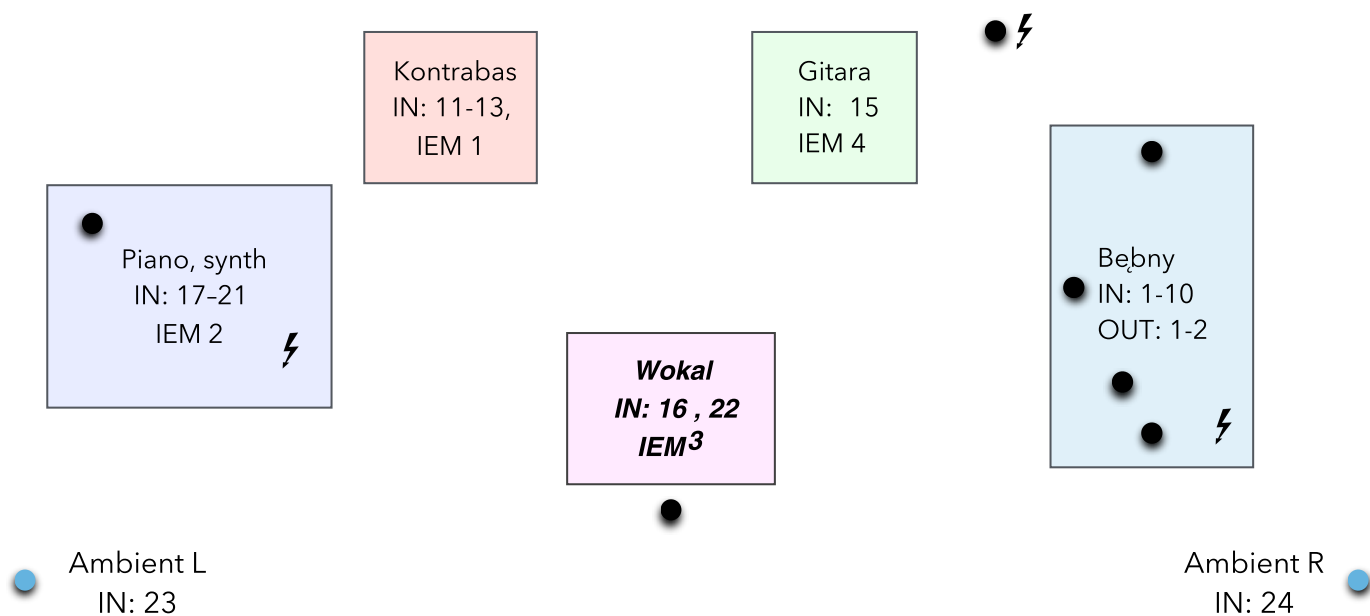 Kontrabas
IN: 11-13,
IEM 1
Gitara
IN: 15
IEM 4
Piano, synth
IN: 17–21
IEM 2
Bębny
IN: 1-10
OUT: 1-2
Wokal
IN: 16 , 22
IEM3
Ambient L
IN: 23
Ambient R
IN: 24